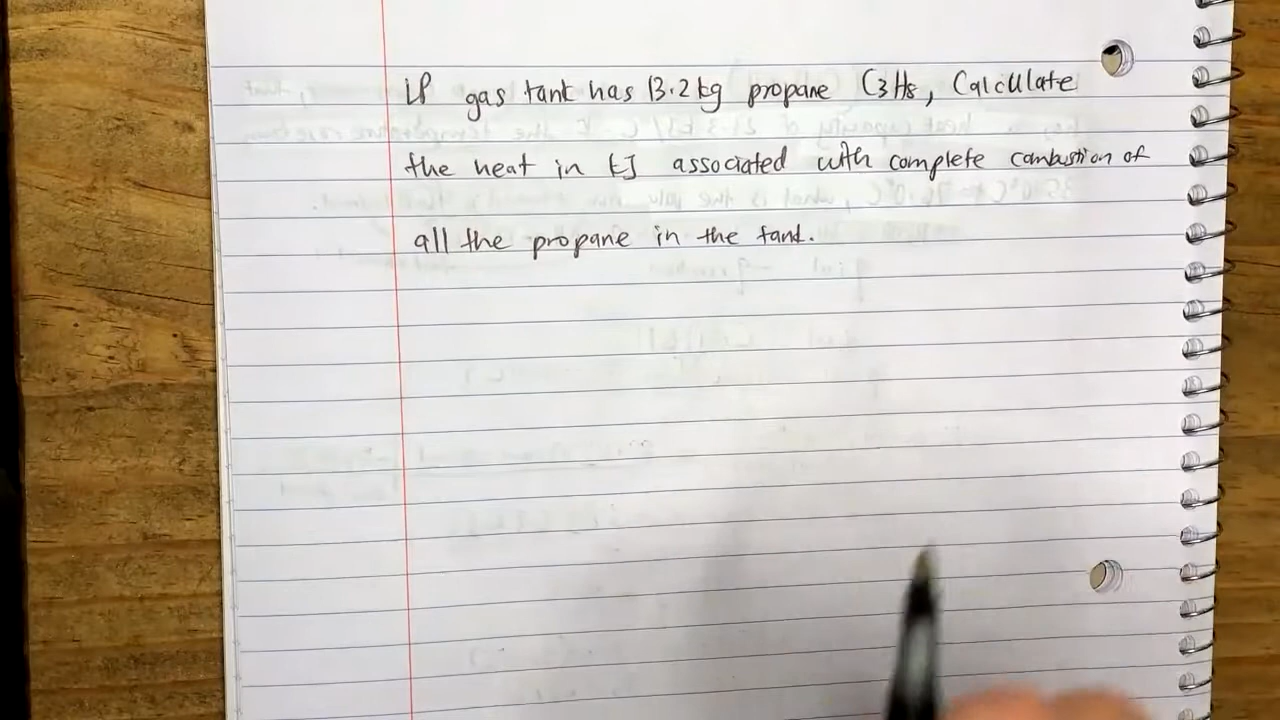 if gas tank has 13.2 kg propane C3H8, Calculate
the heat in kJ associated with complete combustion of
all the propane in the tank.